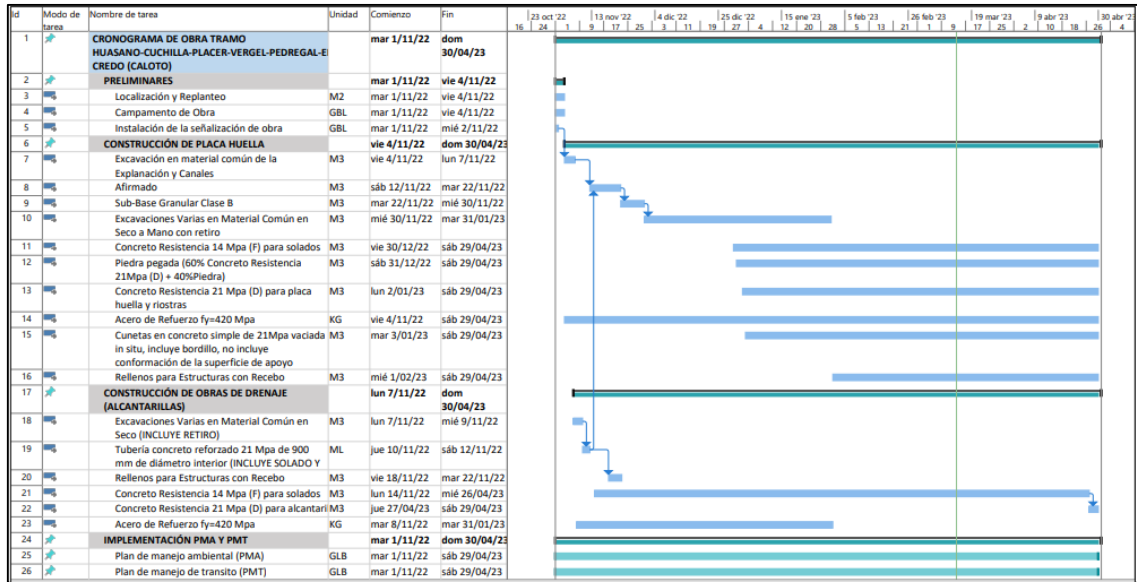 Id Modo de tarea Nombre de tarea Unidad Comienzo Fin
23 oct '22 13 nov '22 4 dic '22 25 dic '22 15 ene '23 5 feb '23 26 feb '23 19 mar '23 9 abr '23 30 abr '23
16 24 1 9 17 25 3 11 19 27 4 12 20 28 5 13 21 1 9 17 25 2 10 18 26 4
1 CRONOGRAMA DE OBRA TRAMO mar 1/11/22 dom
HUASANO-CUCHILLA-PLACER-VERGEL-PEDREGAL-E 30/04/23
CREDO (CALOTO)
2 PRELIMINARES mar 1/11/22 vie 4/11/22
3 Localización y Replanteo M2 mar 1/11/22 vie 4/11/22
4 Campamento de Obra GBL mar 1/11/22 vie 4/11/22
5 Instalación de la señalización de obra GBL mar 1/11/22 mié 2/11/22
6 CONSTRUCCIÓN DE PLACA HUELLA vie 4/11/22 dom 30/04/23
7 Excavación en material común de la M3 vie 4/11/22 lun 7/11/22
Explanación y Canales
8 Afirmado M3 sáb 12/11/22 mar 22/11/22
9 Sub-Base Granular Clase B M3 mar 22/11/22 mié 30/11/22
10 Excavaciones Varias en Material Común en M3 mié 30/11/22 mar 31/01/23
Seco a Mano con retiro
11 Concreto Resistencia 14 Mpa (F) para solados M3 vie 30/12/22 sáb 29/04/23
12 Piedra pegada (60% Concreto Resistencia M3 sáb 31/12/22 sáb 29/04/23
21Mpa (D) + 40%Piedra)
13 Concreto Resistencia 21 Mpa (D) para placa M3 lun 2/01/23 sáb 29/04/23
huella y riostras
14 Acero de Refuerzo fy=420 Mpa KG vie 4/11/22 sáb 29/04/23
15 Cunetas en concreto simple de 21Mpa vaciada M3 mar 3/01/23 sáb 29/04/23
in situ, incluye bordillo, no incluye
conformación de la superficie de apoyo
16 Rellenos para Estructuras con Recebo M3 mié 1/02/23 sáb 29/04/23
17 CONSTRUCCIÓN DE OBRAS DE DRENAJE lun 7/11/22 dom
(ALCANTARILLAS) 30/04/23
18 Excavaciones Varias en Material Común en M3 lun 7/11/22 mié 9/11/22
Seco (INCLUYE RETIRO)
19 Tubería concreto reforzado 21 Mpa de 900 ML jue 10/11/22 sáb 12/11/22
mm de diámetro interior (INCLUYE SOLADO Y
20 Rellenos para Estructuras con Recebo M3 vie 18/11/22 mar 22/11/22
21 Concreto Resistencia 14 Mpa (F) para solados M3 lun 14/11/22 mié 26/04/23
22 Concreto Resistencia 21 Mpa (D) para alcantari M3 jue 27/04/23 sáb 29/04/23
23 Acero de Refuerzo fy=420 Mpa KG mar 8/11/22 mar 31/01/23
24 IMPLEMENTACIÓN PMA Y PMT mar 1/11/22 dom 30/04/23
25 Plan de manejo ambiental (PMA) GLB mar 1/11/22 sáb 29/04/23
26 Plan de manejo de transito (PMT) GLB mar 1/11/22 sáb 29/04/23